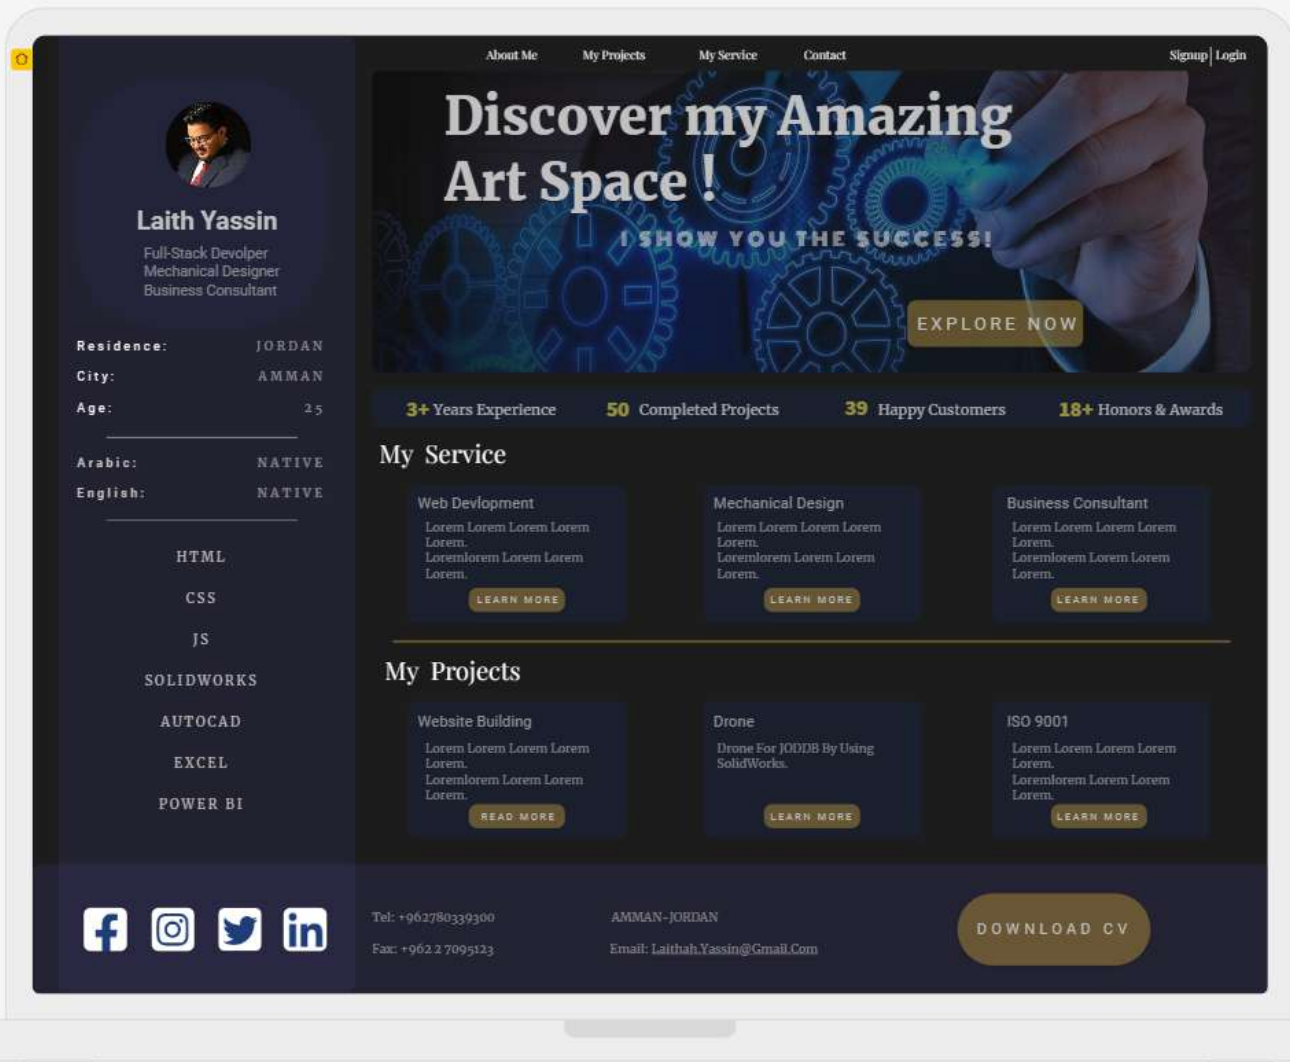 About Me
My Projects
My Service
Contact
Signup
Login
Laith Yassin
Full-Stack Devolper
Mechanical Designer
Business Consultant
Residence: JORDAN
City: AMMAN
Age: 25
Arabic: NATIVE
English: NATIVE
HTML
CSS
JS
SOLIDWORKS
AUTOCAD
EXCEL
POWER BI
Discover my Amazing
Art Space !
I SHOW YOU THE SUCCESS!
EXPLORE NOW
3+ Years Experience
50 Completed Projects
39 Happy Customers
18+ Honors & Awards
My Service
Web Devlopment
Lorem Lorem Lorem Lorem
Lorem.
Loremlorem Lorem Lorem
Lorem.
LEARN MORE
Mechanical Design
Lorem Lorem Lorem Lorem
Lorem.
Loremlorem Lorem Lorem
Lorem.
LEARN MORE
Business Consultant
Lorem Lorem Lorem Lorem
Lorem.
Loremlorem Lorem Lorem
Lorem.
LEARN MORE
My Projects
Website Building
Lorem Lorem Lorem Lorem
Lorem.
Loremlorem Lorem Lorem
Lorem.
READ MORE
Drone
Drone For JODDB By Using
SolidWorks.
LEARN MORE
ISO 9001
Lorem Lorem Lorem Lorem
Lorem.
Loremlorem Lorem Lorem
Lorem.
LEARN MORE
Tel: +962780339300
Fax: +962 2 7095123
AMMAN-JORDAN
Email: Laithah.Yassin@Gmail.Com
DOWNLOAD CV